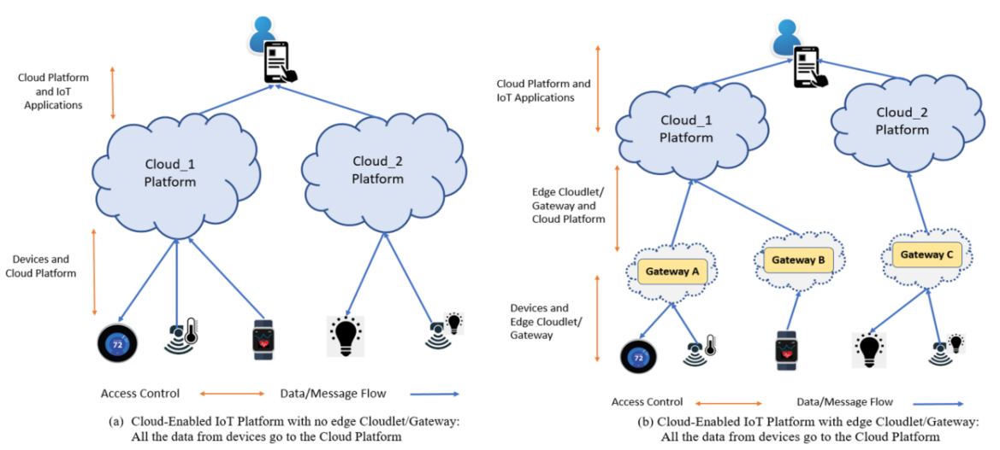 Cloud Platform
and IoT
Applications
Cloud_1
Platform
Cloud_2
Platform
Devices and
Cloud Platform
72
Access Control
Data/Message Flow
(a) Cloud-Enabled IoT Platform with no edge Cloudlet/Gateway:
All the data from devices go to the Cloud Platform
Cloud Platform and
IoT Applications
Cloud_1
Platform
Cloud_2
Platform
Edge Cloudlet/
Gateway and
Cloud Platform
Gateway A
Gateway B
Gateway C
Devices and
Edge Cloudlet/
Gateway
72
Access Control
Data/Message Flow
(b) Cloud-Enabled IoT Platform with edge Cloudlet/Gateway:
All the data from devices go to the Cloud Platform